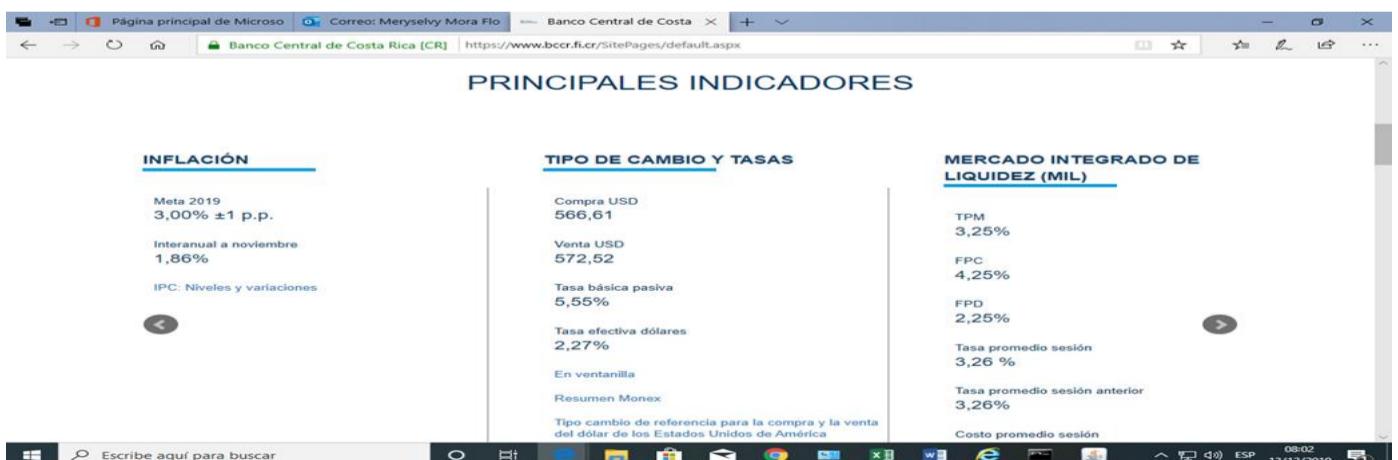 Página principal de Microso
Correo: Meryselvy Mora Flo
Banco Central de Costa
Banco Central de Costa Rica [CR]
https://www.bccr.fi.cr/SitePages/default.aspx
PRINCIPALES INDICADORES
INFLACIÓN
Meta 2019
3,00% ±1 p.p.
Interanual a noviembre
1,86%
IPC: Niveles y variaciones
TIPO DE CAMBIO Y TASAS
Compra USD
566,61
Venta USD
572,52
Tasa básica pasiva
5,55%
Tasa efectiva dólares
2,27%
En ventanilla
Resumen Monex
Tipo cambio de referencia para la compra y la venta
del dólar de los Estados Unidos de América
MERCADO INTEGRADO DE
LIQUIDEZ (MIL)
TPM
3,25%
FPC
4,25%
FPD
2,25%
Tasa promedio sesión
3,26 %
Tasa promedio sesión anterior
3,26%
Costo promedio sesión
Escribe aquí para buscar
ESP
08:02